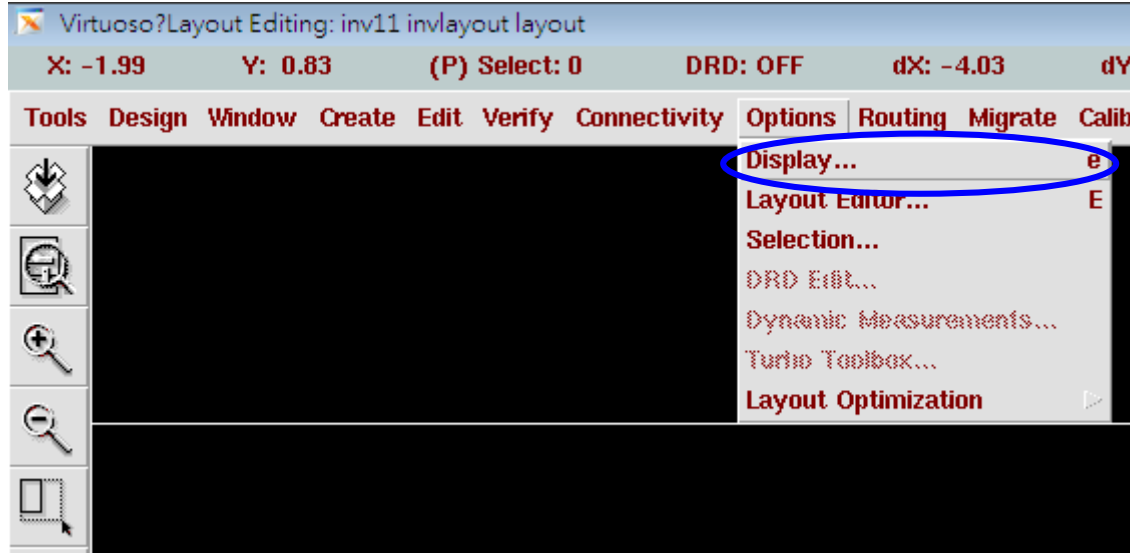 Virtuoso?Layout Editing: inv11 invlayout layout
X: -1.99 Y: 0.83 (P) Select: 0 DRD: OFF dX: -4.03 dY
Tools Design Window Create Edit Verify Connectivity Options Routing Migrate Calib
Display... e
Layout Editor... E
Selection...
DRD Edit...
Dynamic Measurements...
Turbo Toolbox...
Layout Optimization